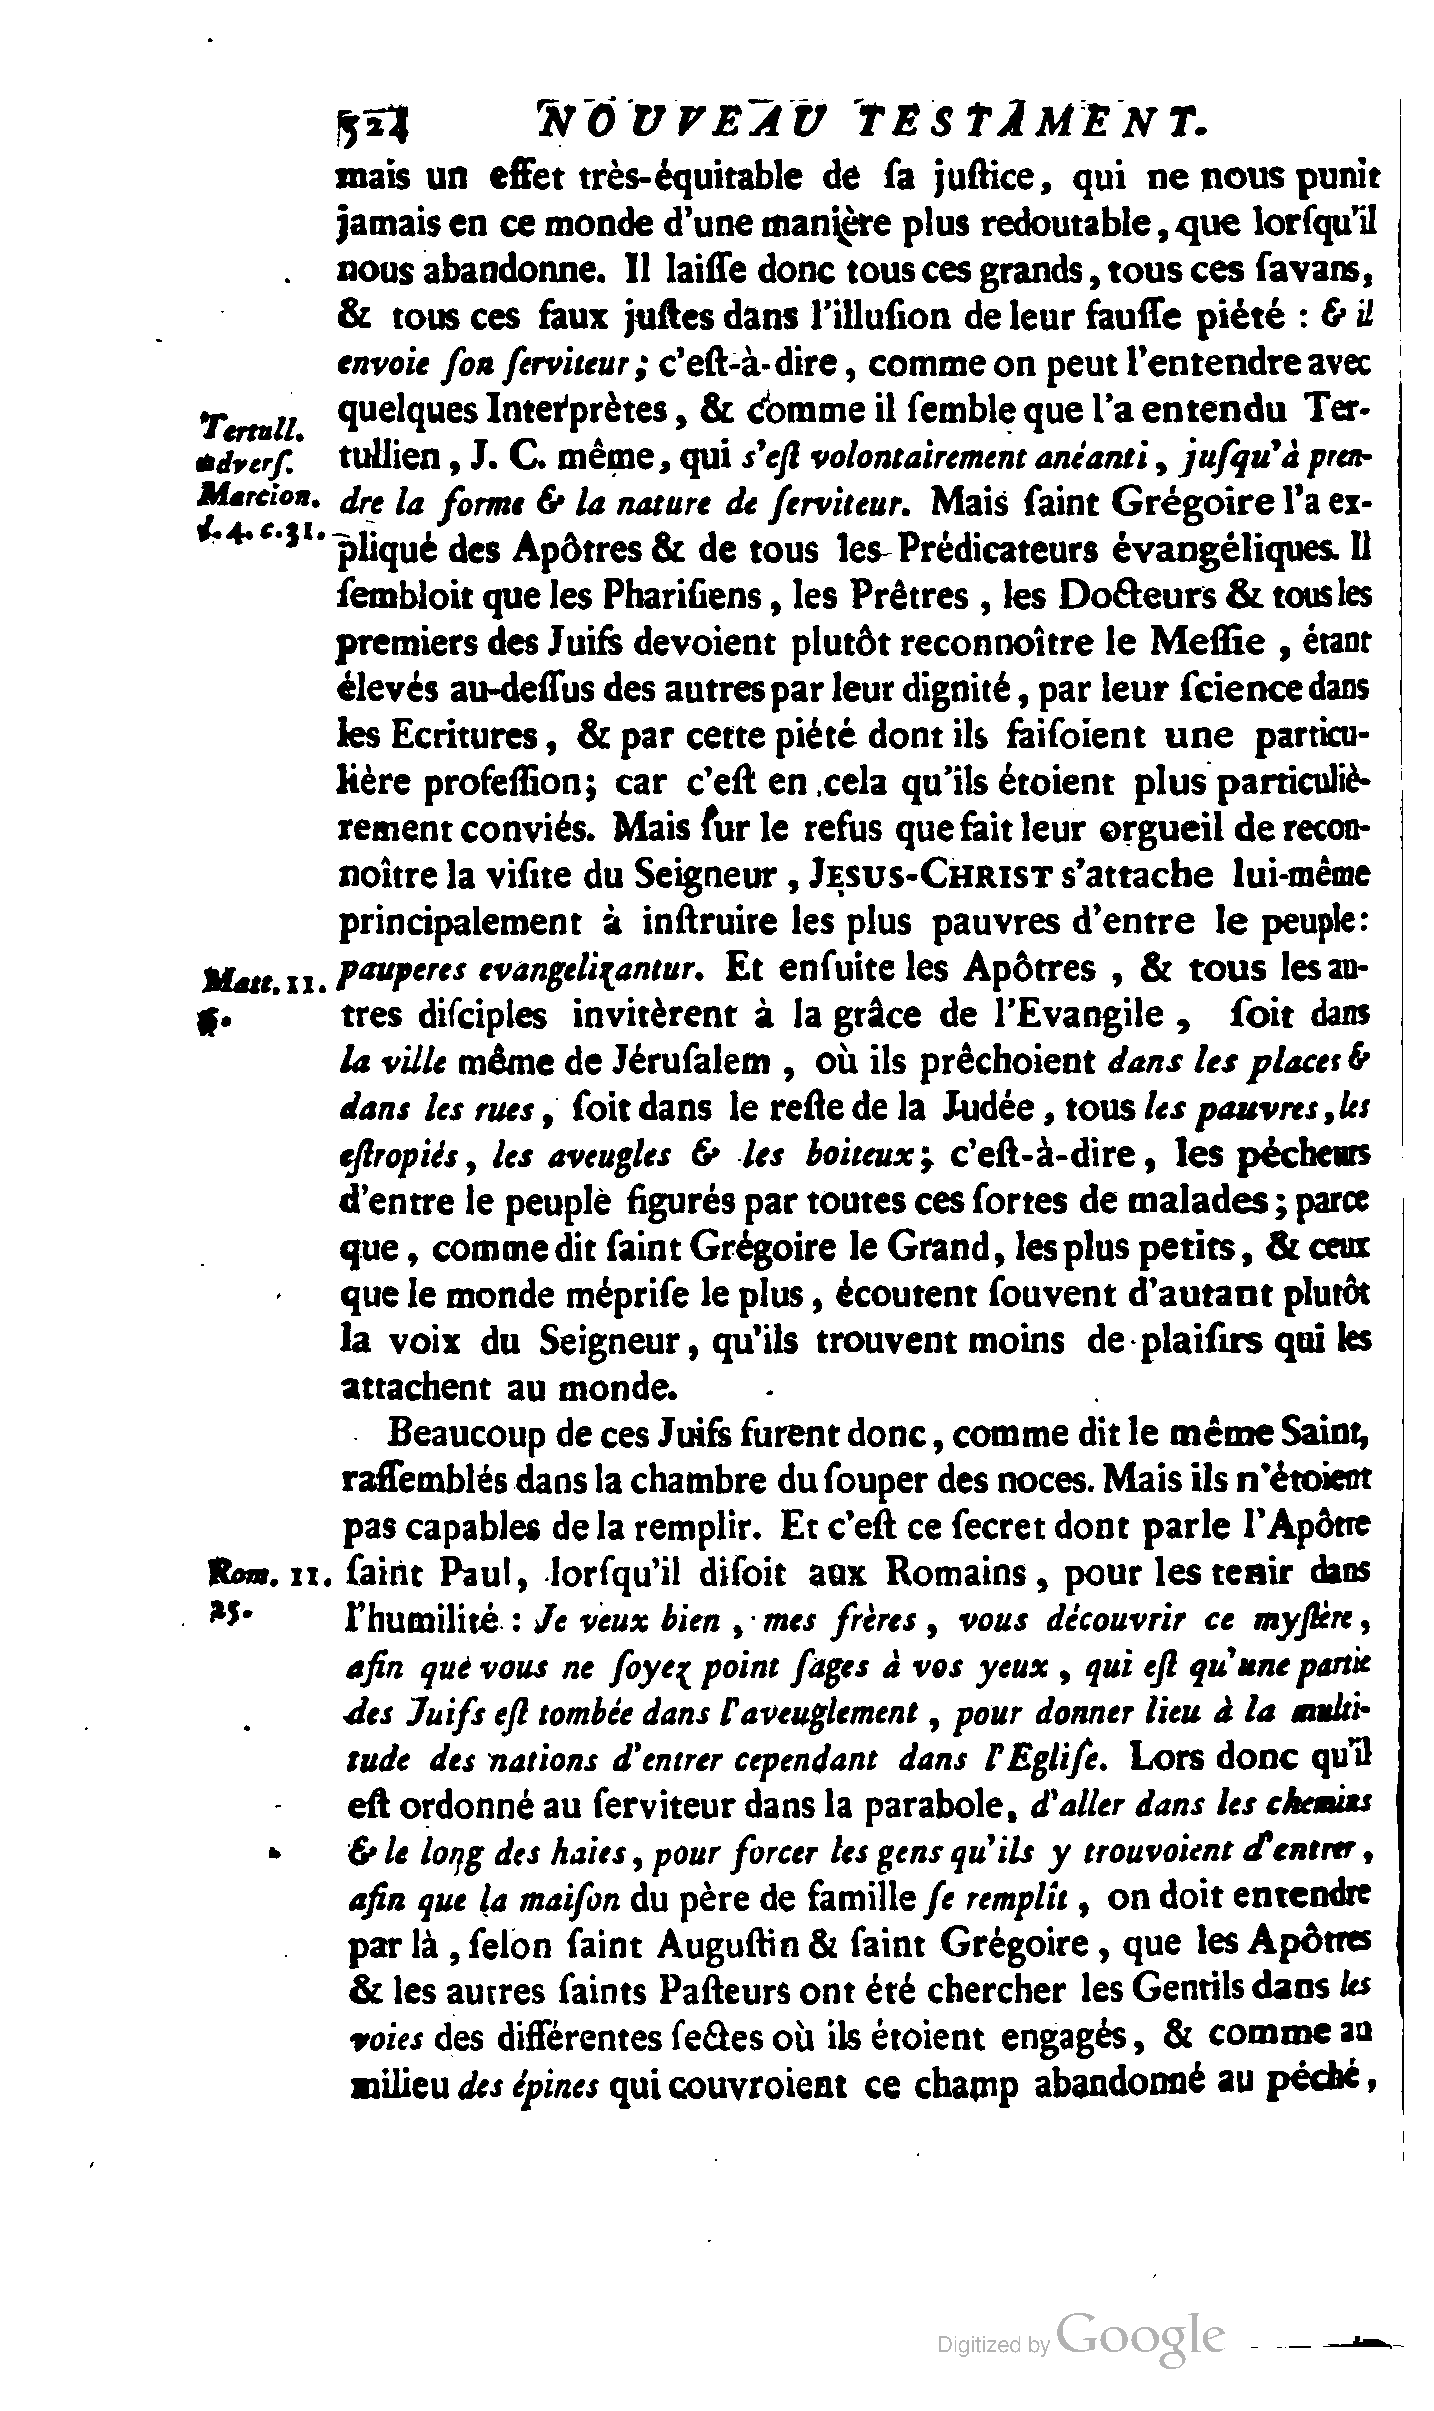 524 NOUVEAU TESTAMENT.
mais un effet très-équitable de ſa juſtice, qui ne nous punit
jamais en ce monde d'une manière plus redoutable, que lorſqu'il
nous abandonne. Il laiſſe donc tous ces grands, tous ces ſavans,
& tous ces faux juſtes dans l'illuſion de leur fauſſe piété : & il
envoie ſon ſerviteur; c'eſt-à-dire, comme on peut l'entendre avec
quelques Interprètes, & comme il ſemble que l'a entendu Ter-
Tertull.
tullien, J. C. même, qui s'eſt volontairement anéanti, juſqu'à pren-
adverſ.
dre la forme & la nature de ſerviteur. Mais ſaint Grégoire l'a ex-
Marcion.
pliqué des Apôtres & de tous les Prédicateurs évangéliques. Il
l. 4. c. 31.
ſembloit que les Phariſiens, les Prêtres, les Docteurs & tous les
premiers des Juifs devoient plutôt reconnoître le Meſſie, étant
élevés au-deſſus des autres par leur dignité, par leur ſcience dans
les Ecritures, & par cette piété dont ils faiſoient une particu-
lière profeſſion; car c'eſt en cela qu'ils étoient plus particuliè-
rement conviés. Mais ſur le refus que fait leur orgueil de recon-
noître la viſite du Seigneur, JESUS-CHRIST s'attache lui-même
principalement à inſtruire les plus pauvres d'entre le peuple:
Matt. 11.
pauperes evangelizantur. Et enſuite les Apôtres, & tous les au-
tres diſciples invitèrent à la grâce de l'Evangile, ſoit dans
la ville même de Jéruſalem, où ils prêchoient dans les places &
dans les rues, ſoit dans le reſte de la Judée, tous les pauvres, les
eſtropiés, les aveugles & les boiteux; c'eſt-à-dire, les pécheurs
d'entre le peuple figurés par toutes ces ſortes de malades; parce
que, comme dit ſaint Grégoire le Grand, les plus petits, & ceux
que le monde mépriſe le plus, écoutent ſouvent d'autant plutôt
la voix du Seigneur, qu'ils trouvent moins de plaiſirs qui les
attachent au monde.
Beaucoup de ces Juifs furent donc, comme dit le même Saint,
raſſemblés dans la chambre du ſouper des noces. Mais ils n'étoient
pas capables de la remplir. Et c'eſt ce ſecret dont parle l'Apôtre
Rom. 11.
ſaint Paul, lorſqu'il diſoit aux Romains, pour les tenir dans
25.
l'humilité : Je veux bien, mes frères, vous découvrir ce myſtère,
afin que vous ne ſoyez point ſages à vos yeux, qui eſt qu'une partie
des Juifs eſt tombée dans l'aveuglement, pour donner lieu à la multi-
tude des nations d'entrer cependant dans l'Egliſe. Lors donc qu'il
eſt ordonné au ſerviteur dans la parabole, d'aller dans les chemins
& le long des haies, pour forcer les gens qu'ils y trouvoient d'entrer,
afin que la maiſon du père de famille ſe remplît, on doit entendre
par là, ſelon ſaint Auguſtin & ſaint Grégoire, que les Apôtres
& les autres ſaints Paſteurs ont été chercher les Gentils dans les
voies des différentes ſectes où ils étoient engagés, & comme au
milieu des épines qui couvroient ce champ abandonné au péché,
Digitized by Google